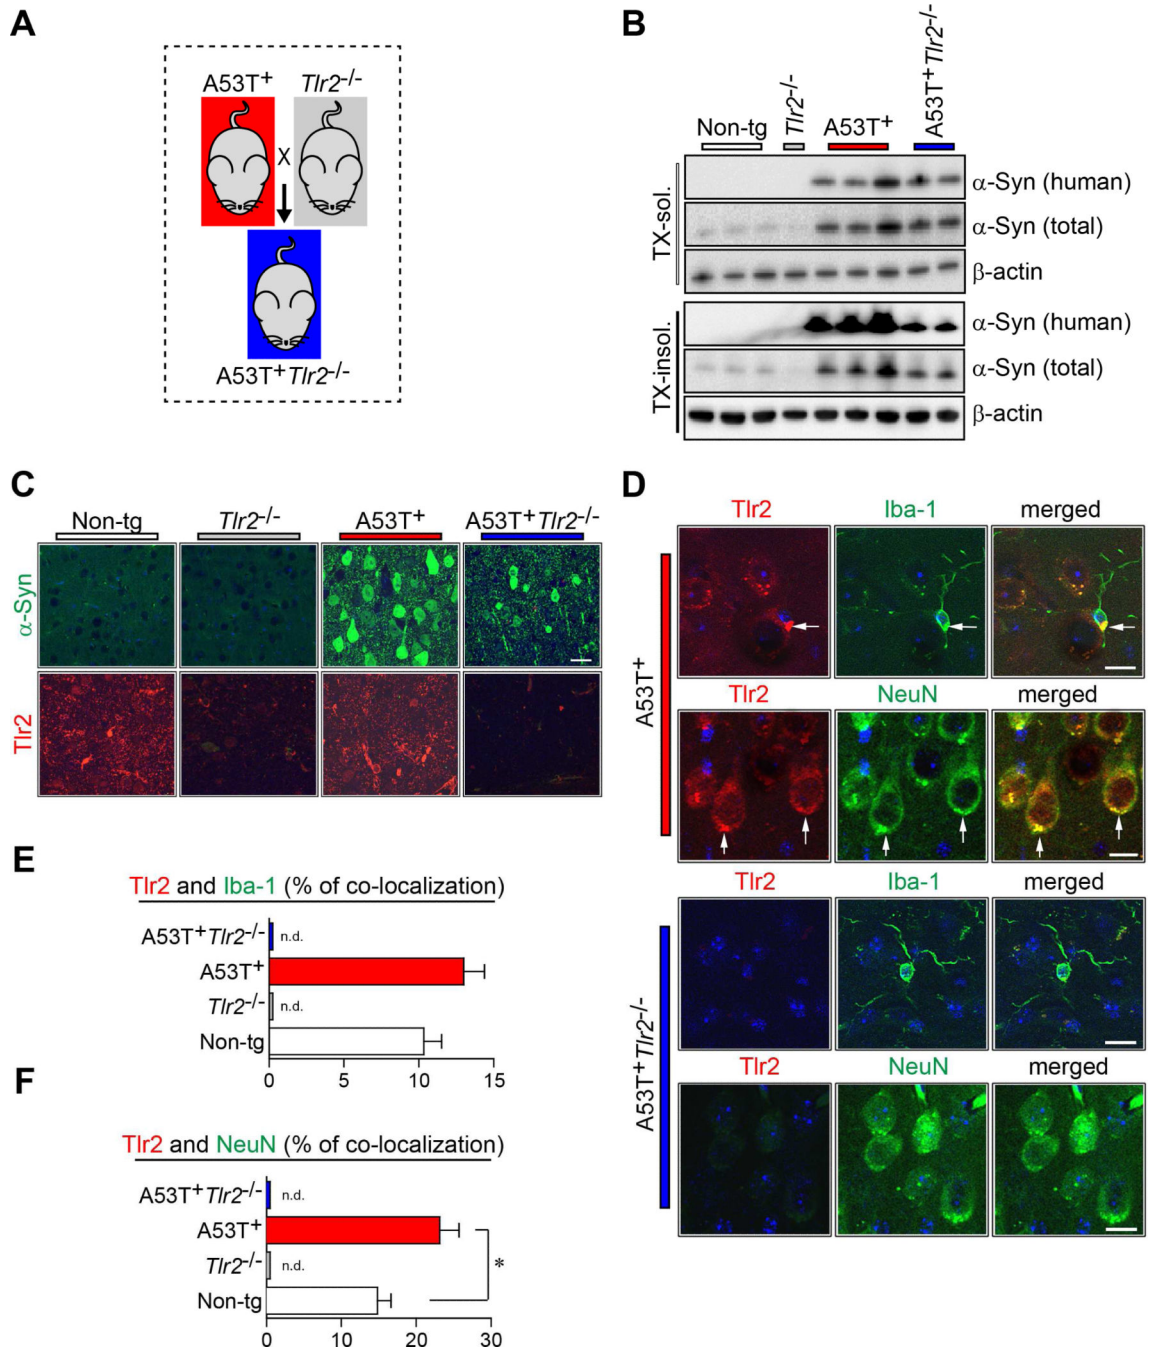 A
A53T+ Tlr2-/-
X
A53T+Tlr2-/-
B
Non-tg Tlr2-/- A53T+ A53T+Tlr2-/-
TX-sol.
α-Syn (human)
α-Syn (total)
β-actin
TX-insol.
α-Syn (human)
α-Syn (total)
β-actin
C
Non-tg Tlr2-/- A53T+ A53T+Tlr2-/-
α-Syn
Tlr2
D
A53T+
Tlr2 Iba-1 merged
Tlr2 NeuN merged
A53T+Tlr2-/-
Tlr2 Iba-1 merged
Tlr2 NeuN merged
E
Tlr2 and Iba-1 (% of co-localization)
A53T+Tlr2-/- n.d.
A53T+
Tlr2-/- n.d.
Non-tg
0 5 10 15
F
Tlr2 and NeuN (% of co-localization)
A53T+Tlr2-/- n.d.
A53T+
*
Tlr2-/- n.d.
Non-tg
0 10 20 30